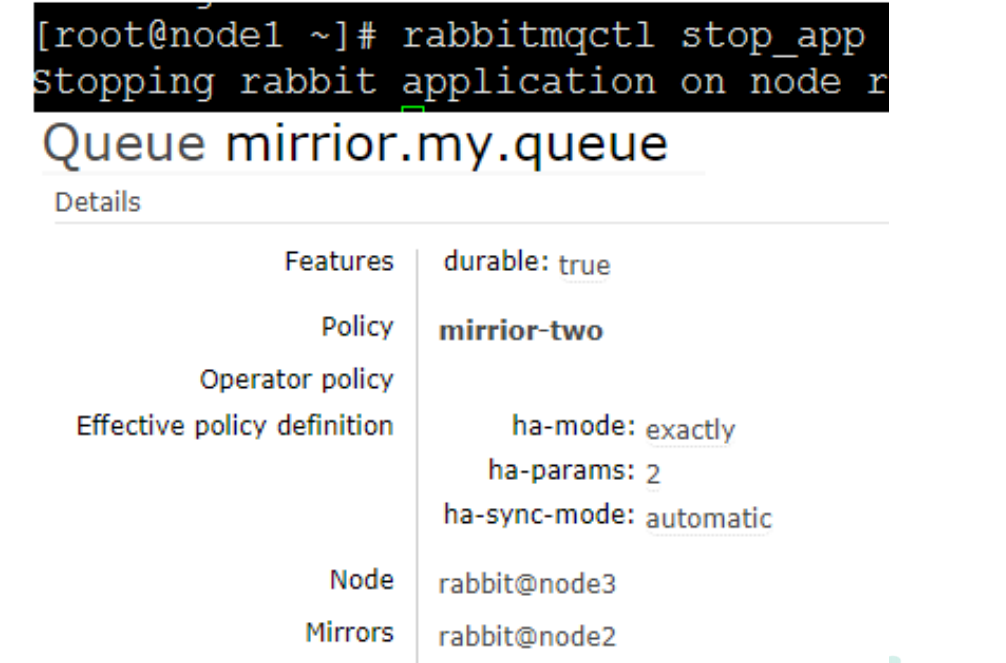 [root@node1 ~]# rabbitmqctl stop_app
Stopping rabbit application on node r
Queue mirrior.my.queue
Details
Features durable: true
Policy mirrior-two
Operator policy
Effective policy definition ha-mode: exactly
ha-params: 2
ha-sync-mode: automatic
Node rabbit@node3
Mirrors rabbit@node2